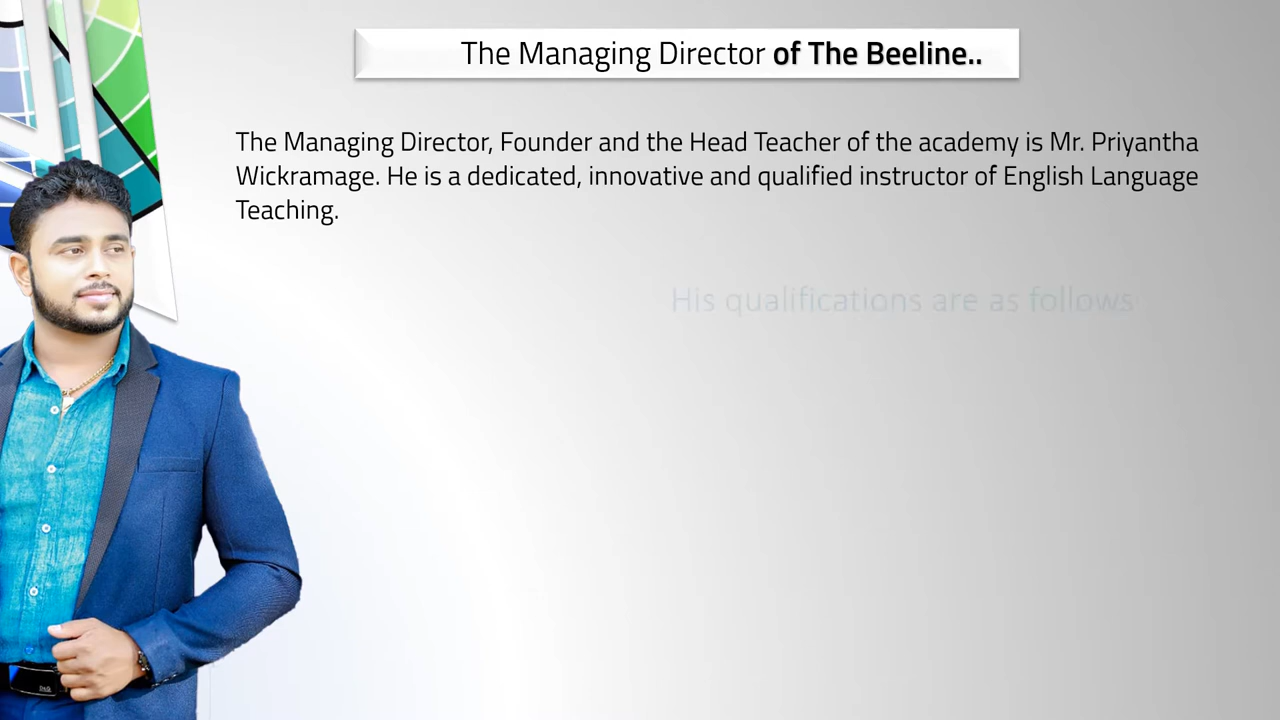 The Managing Director of The Beeline..
The Managing Director, Founder and the Head Teacher of the academy is Mr. Priyantha
Wickramage. He is a dedicated, innovative and qualified instructor of English Language
Teaching.
His qualifications are as follows